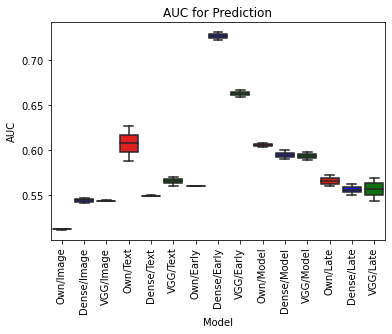 AUC for Prediction
AUC
0.70
0.65
0.60
0.55
Own/Image
Dense/Image
VGG/Image
Own/Text
Dense/Text
VGG/Text
Own/Early
Dense/Early
VGG/Early
Own/Model
Dense/Model
VGG/Model
Own/Late
Dense/Late
VGG/Late
Model